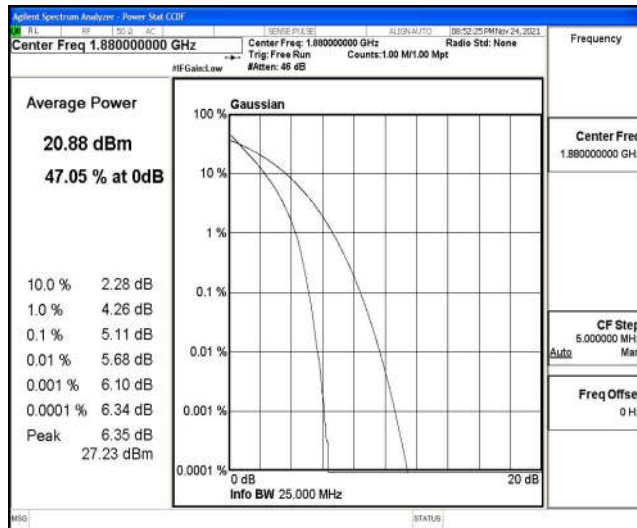 Agilent Spectrum Analyzer - Power Stat CCDF
RL RF 50 Ω AC SENSE:PULSE ALIGN AUTO 08:52:25 PM Nov 24, 2021
Center Freq 1.880000000 GHz
Center Freq: 1.880000000 GHz Radio Std: None
Trig: Free Run Counts:1.00 M/1.00 Mpt
#IFGain:Low #Atten: 46 dB
Frequency
Average Power
20.88 dBm
47.05 % at 0dB
10.0 % 2.28 dB
1.0 % 4.26 dB
0.1 % 5.11 dB
0.01 % 5.68 dB
0.001 % 6.10 dB
0.0001 % 6.34 dB
Peak 6.35 dB
27.23 dBm
Gaussian
100 %
10 %
1 %
0.1 %
0.01 %
0.001 %
0.0001 %
0 dB 20 dB
Info BW 25.000 MHz
Center Freq
1.880000000 GHz
CF Step
5.000000 MHz
Auto Man
Freq Offset
0 Hz
MSG STATUS